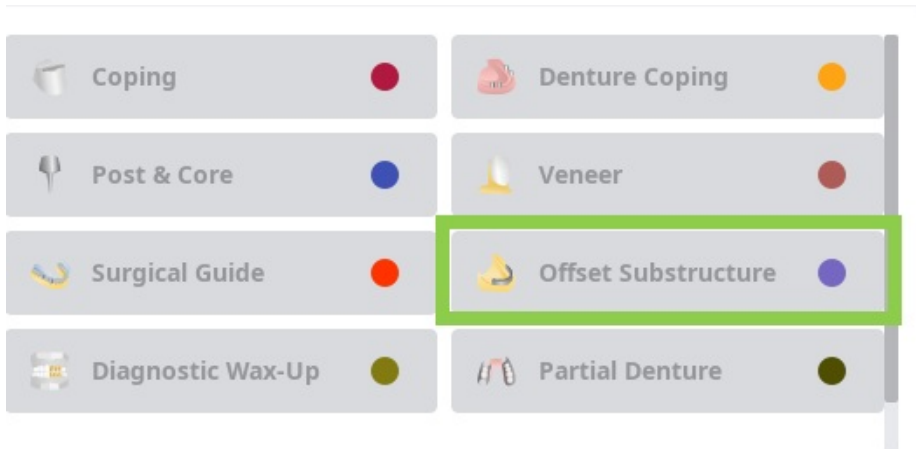 Coping
Denture Coping
Post & Core
Veneer
Surgical Guide
Offset Substructure
Diagnostic Wax-Up
Partial Denture